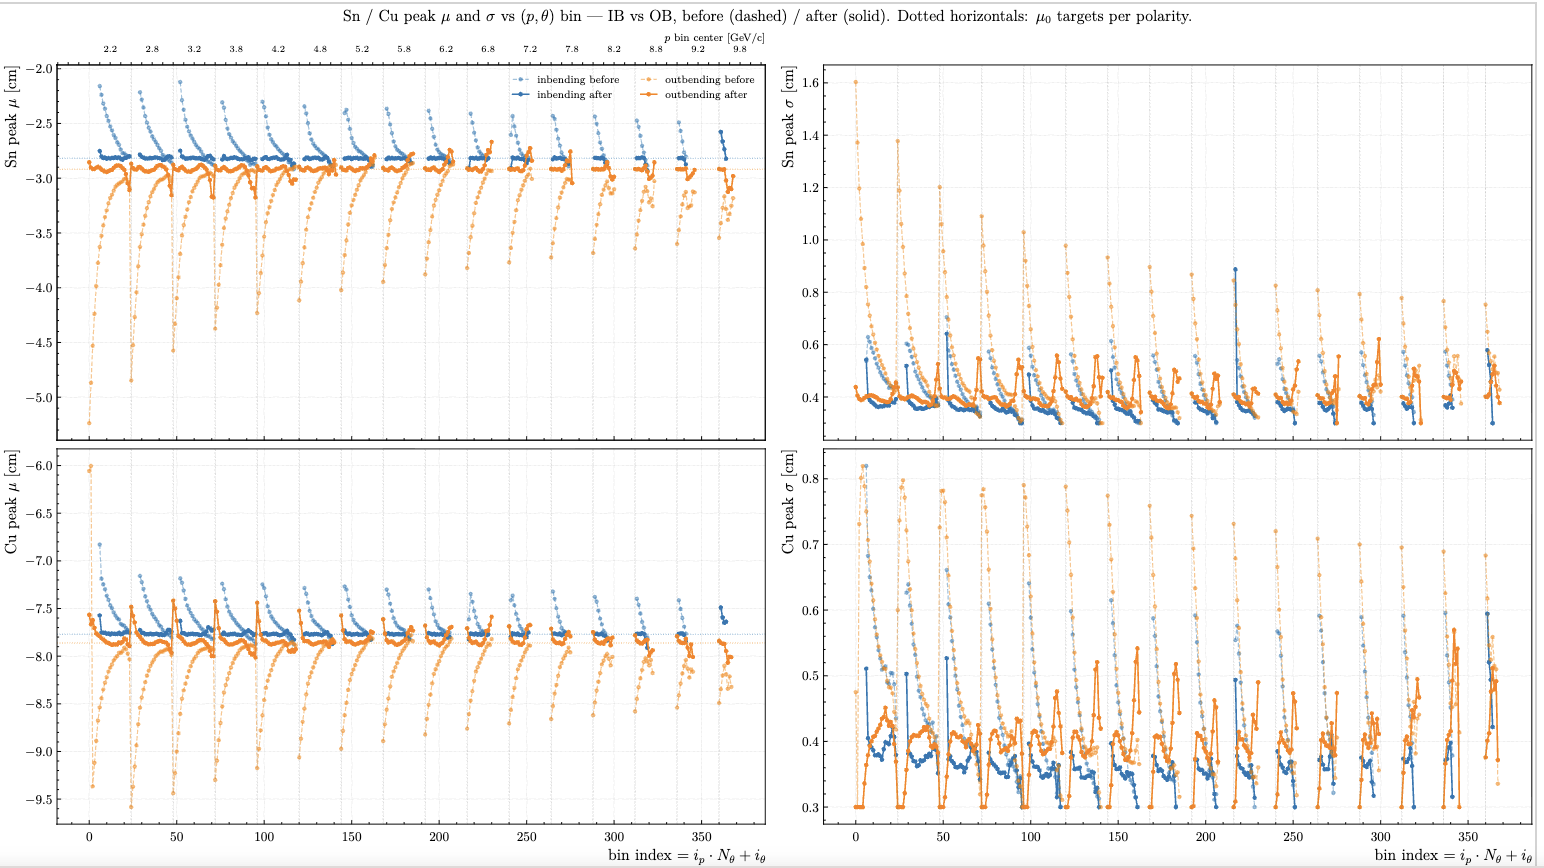 Sn / Cu peak μ and σ vs (p, θ) bin — IB vs OB, before (dashed) / after (solid). Dotted horizontals: μ₀ targets per polarity.
p bin center [GeV/c]
2.2 2.8 3.2 3.8 4.2 4.8 5.2 5.8 6.2 6.8 7.2 7.8 8.2 8.8 9.2 9.8
Sn peak μ [cm]
−2.0
−2.5
−3.0
−3.5
−4.0
−4.5
−5.0
inbending before
inbending after
outbending before
outbending after
Sn peak σ [cm]
1.6
1.4
1.2
1.0
0.8
0.6
0.4
Cu peak μ [cm]
−6.0
−6.5
−7.0
−7.5
−8.0
−8.5
−9.0
−9.5
0 50 100 150 200 250 300 350
bin index = iₚ · N_θ + i_θ
Cu peak σ [cm]
0.8
0.7
0.6
0.5
0.4
0.3
0 50 100 150 200 250 300 350
bin index = iₚ · N_θ + i_θ